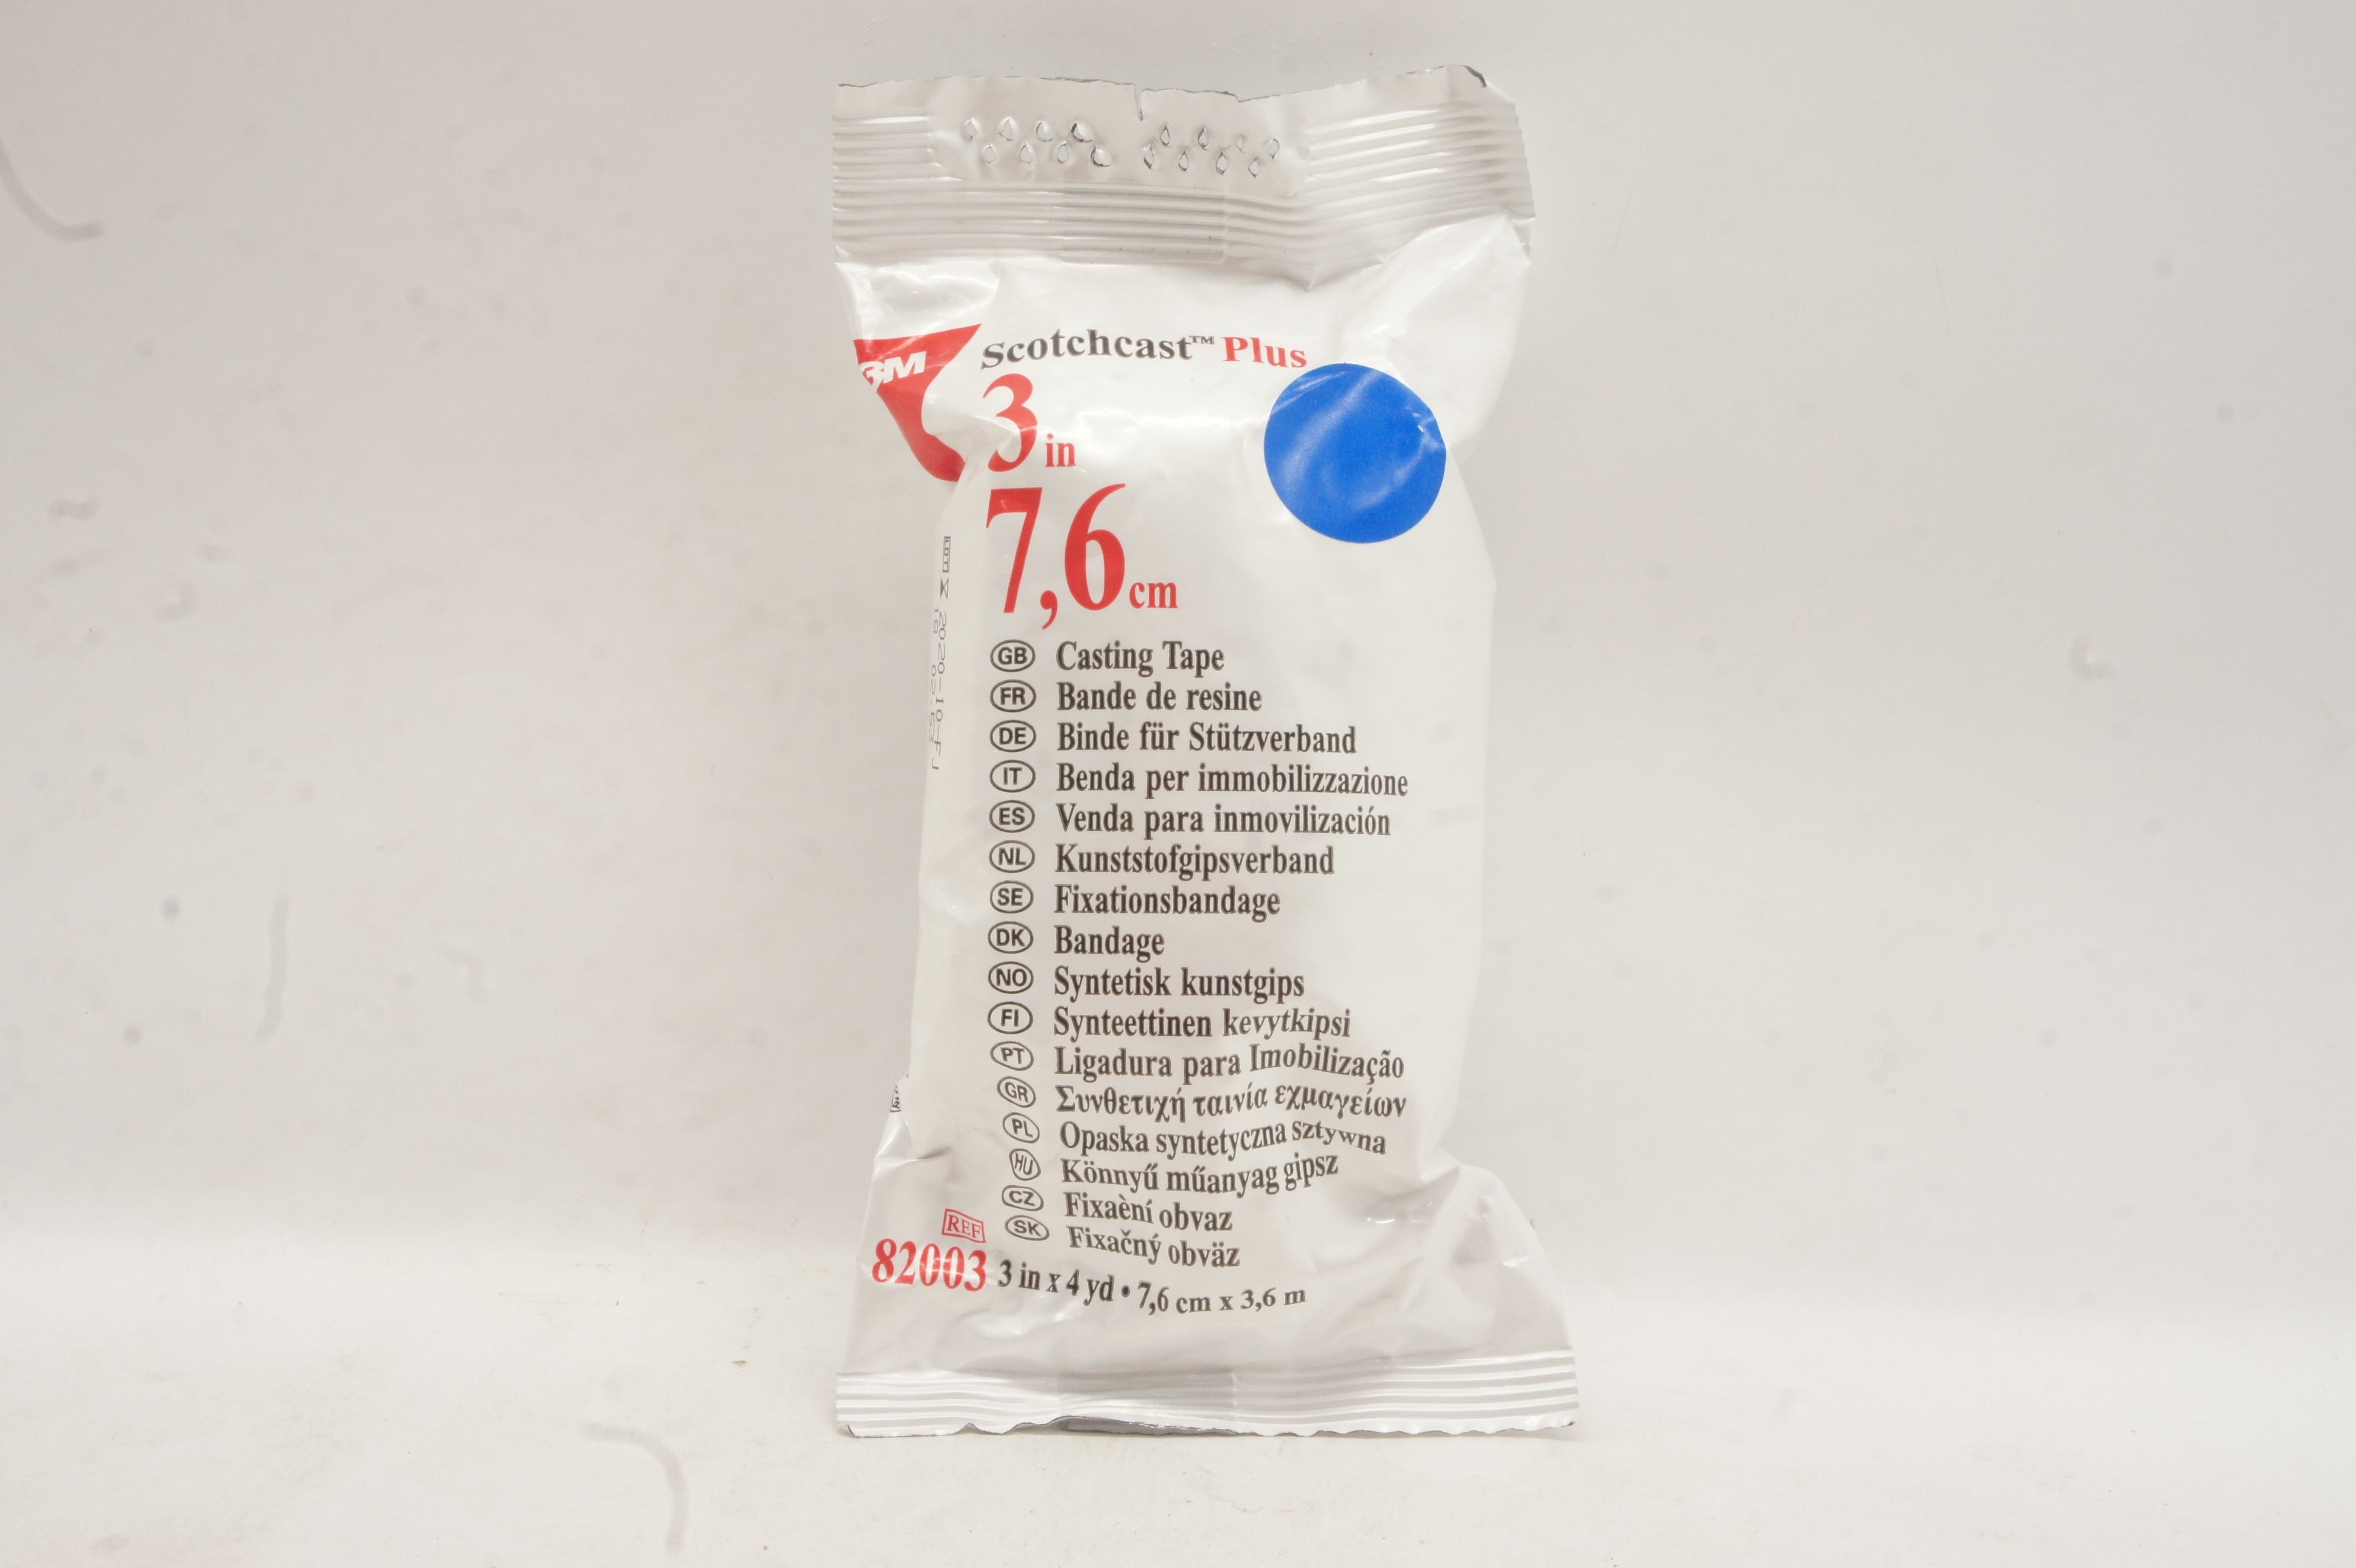 3M
Scotchcast™ Plus
3 in
7,6 cm
GB Casting Tape
FR Bande de resine
DE Binde für Stützverband
IT Benda per immobilizzazione
ES Venda para inmovilización
NL Kunststofgipsverband
SE Fixationsbandage
DK Bandage
NO Syntetisk kunstgips
FI Synteettinen kevytkipsi
PT Ligadura para Imobilização
GR Συνθετιχή ταινία εχμαγείων
PL Opaska syntetyczna sztywna
HU Könnyű műanyag gipsz
CZ Fixaèní obvaz
SK Fixačný obväz
REF
82003 3 in x 4 yd • 7,6 cm x 3,6 m